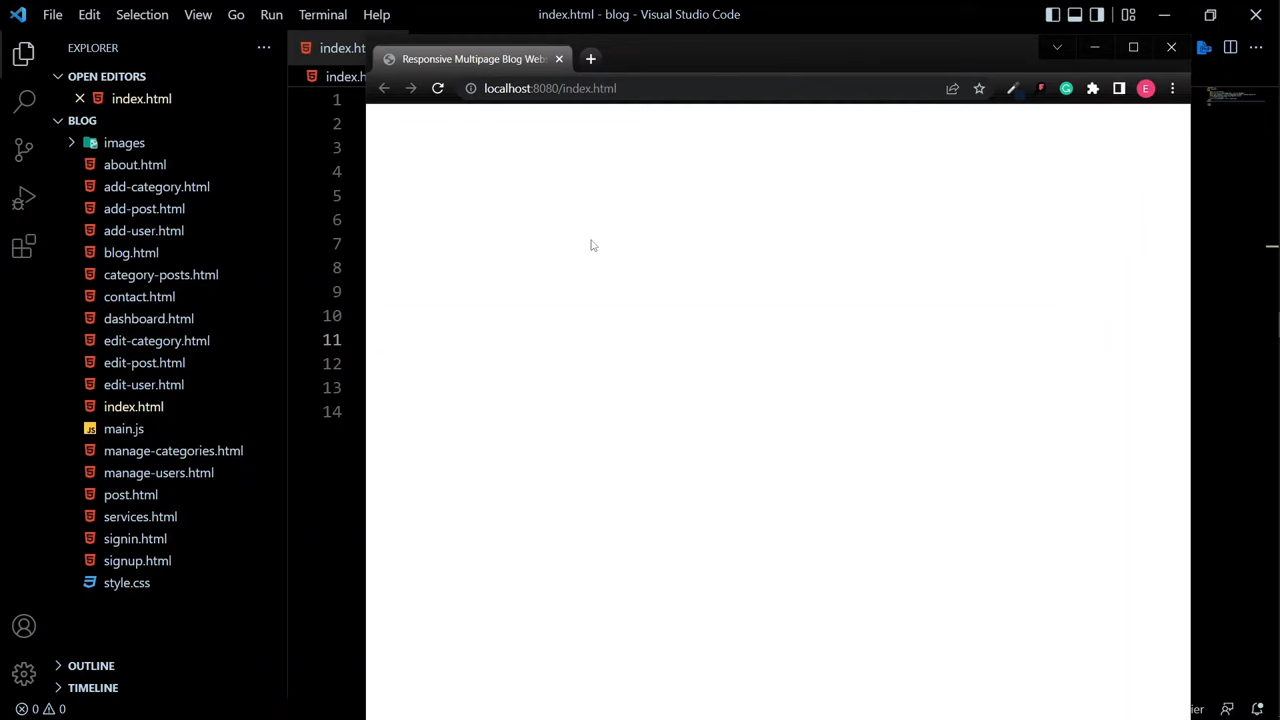 File Edit Selection View Go Run Terminal Help
index.html - blog - Visual Studio Code
EXPLORER
OPEN EDITORS
index.html
BLOG
images
about.html
add-category.html
add-post.html
add-user.html
blog.html
category-posts.html
contact.html
dashboard.html
edit-category.html
edit-post.html
edit-user.html
index.html
JS main.js
manage-categories.html
manage-users.html
post.html
services.html
signin.html
signup.html
style.css
OUTLINE
TIMELINE
0 0
index.ht
index.h
1
2
3
4
5
6
7
8
9
10
11
12
13
14
Responsive Multipage Blog Web
localhost:8080/index.html
E
ier